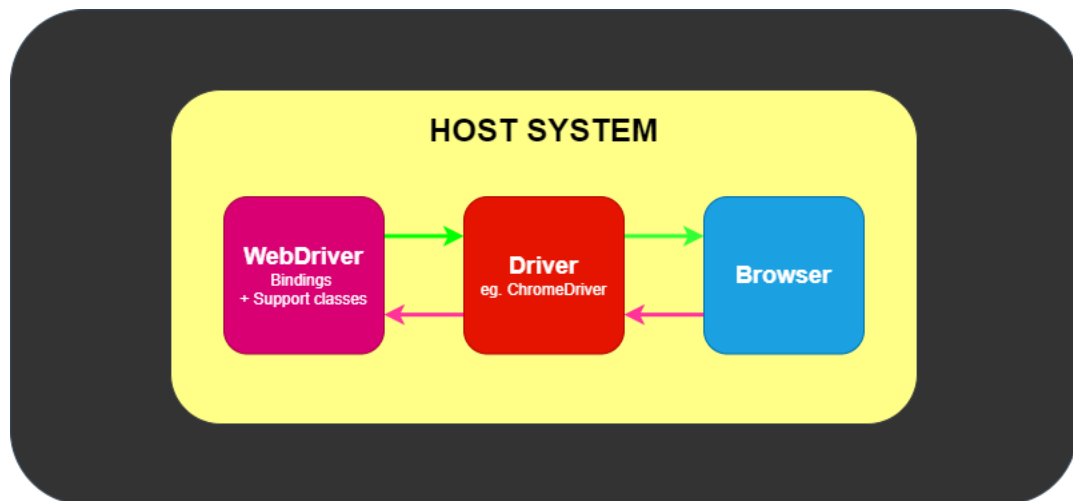 HOST SYSTEM
WebDriver
Bindings
+ Support classes
Driver
eg. ChromeDriver
Browser